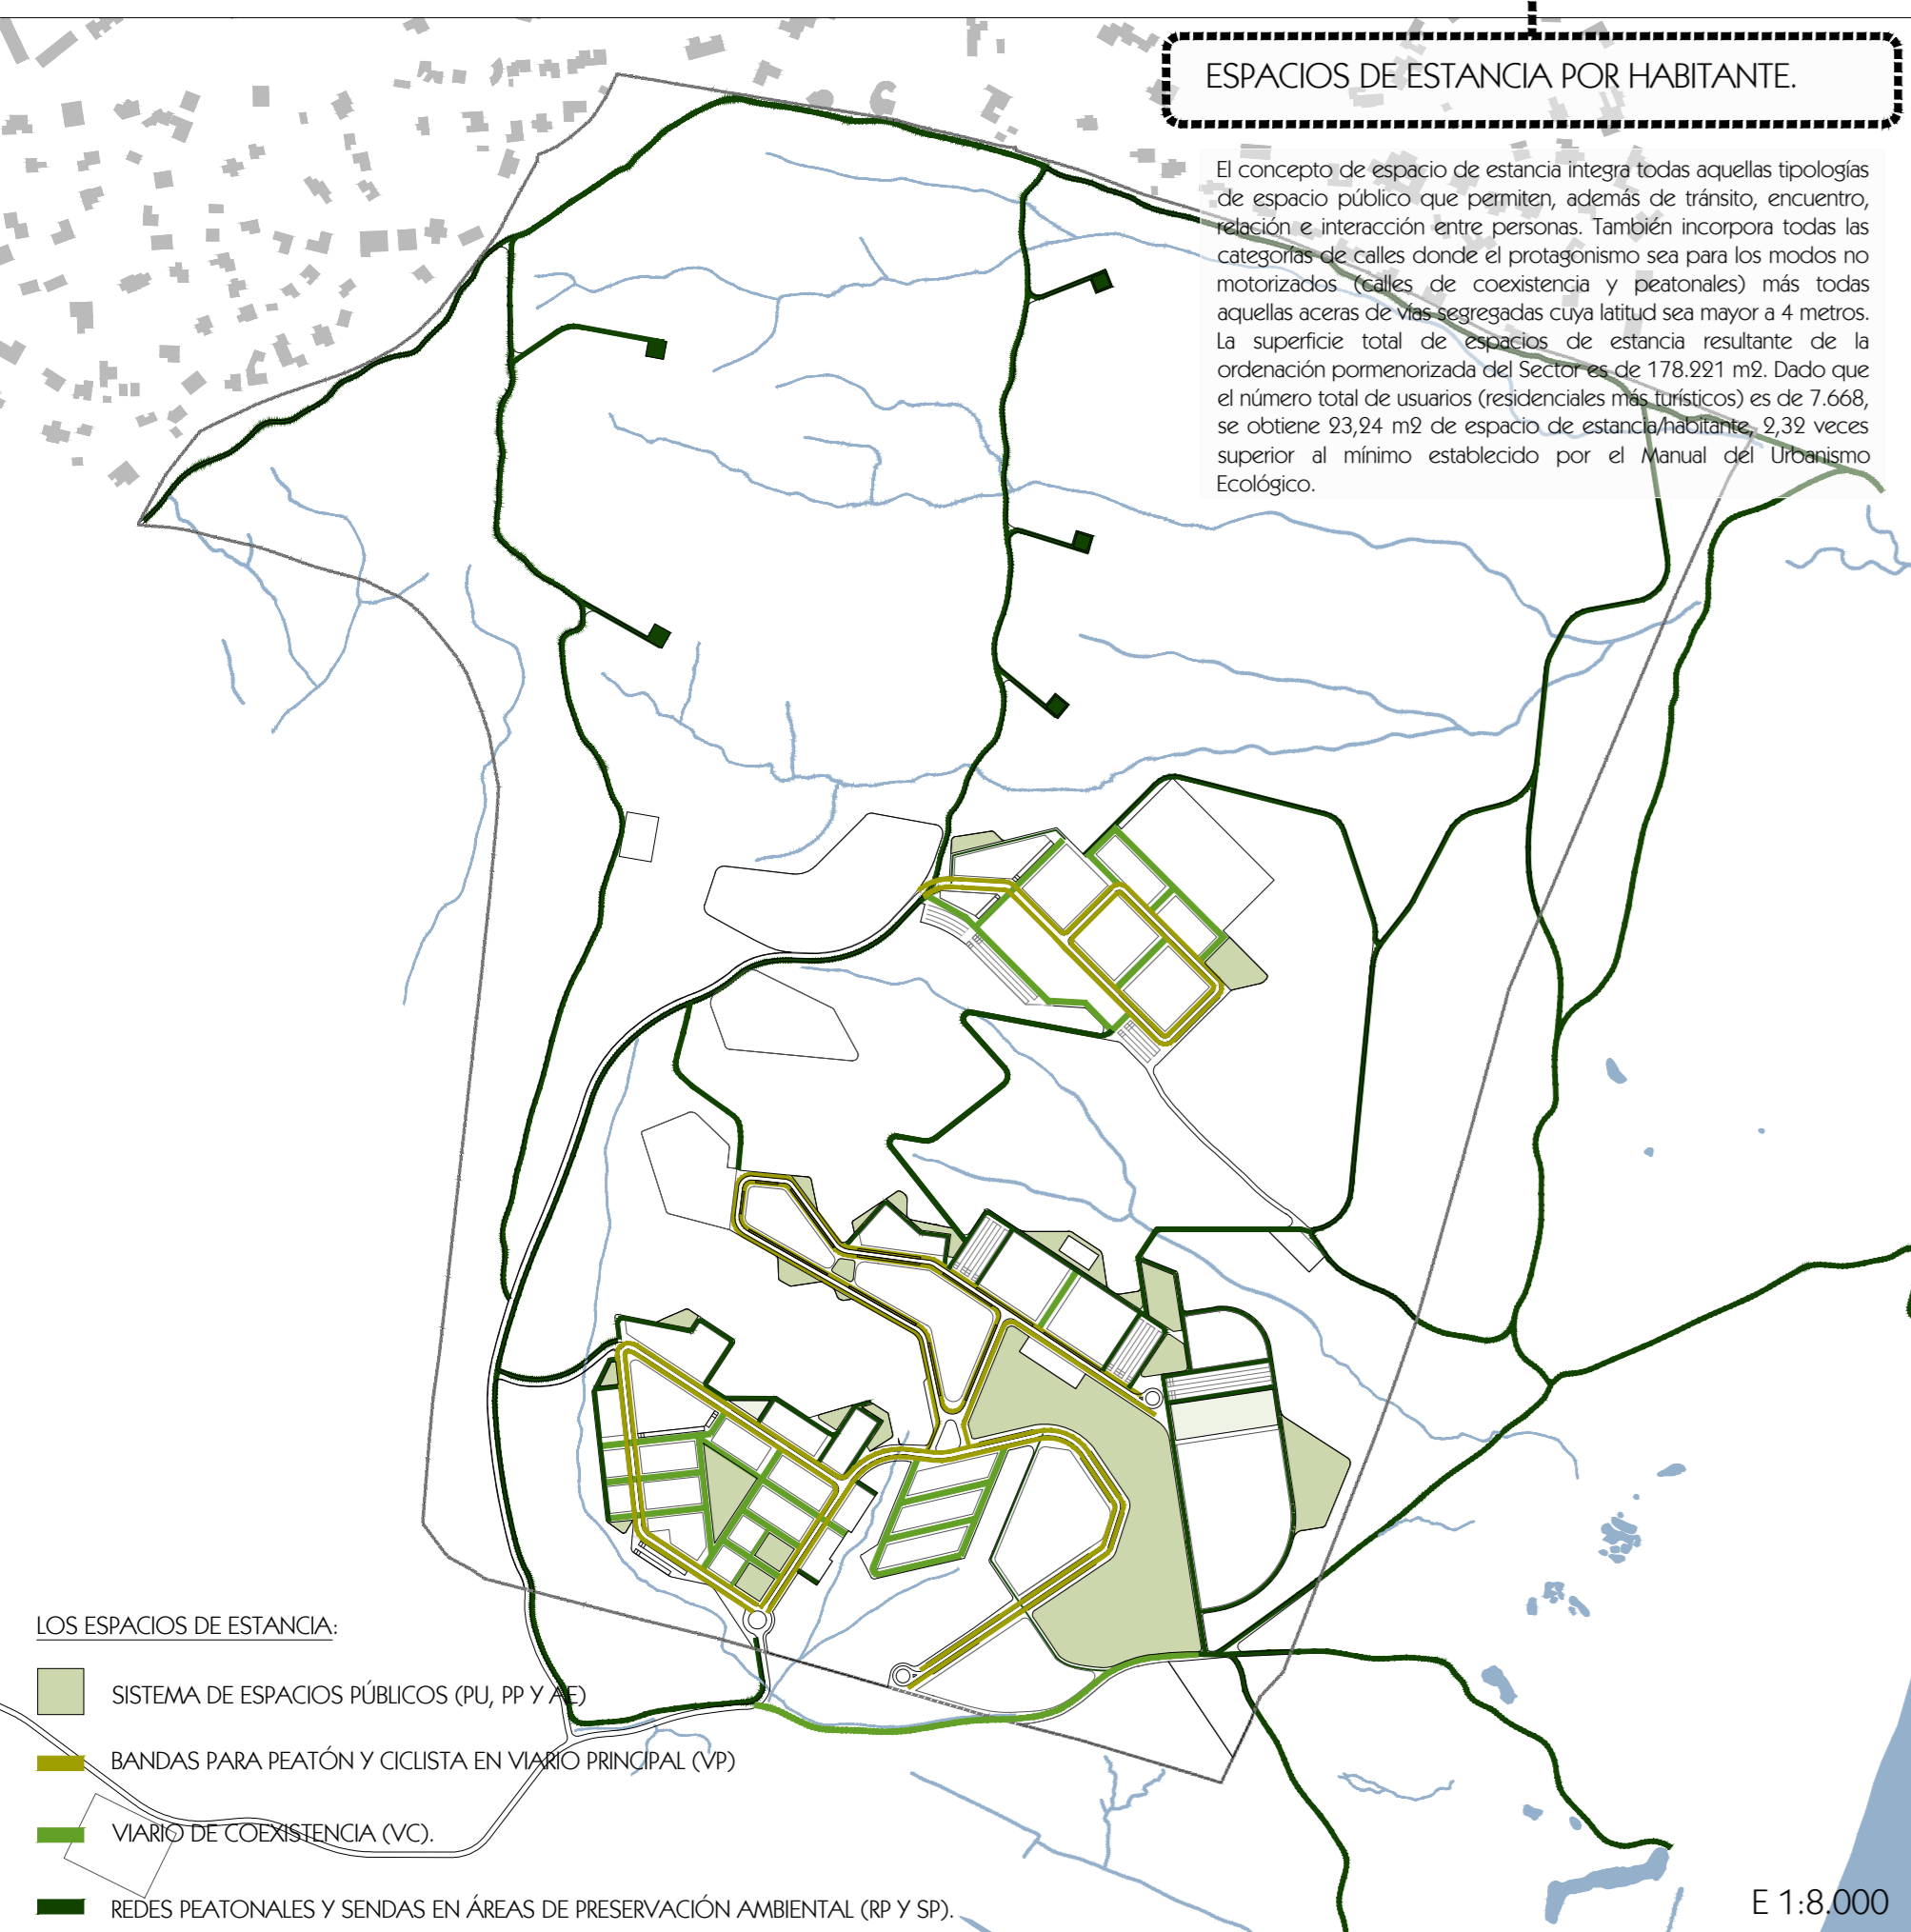 ESPACIOS DE ESTANCIA POR HABITANTE.
El concepto de espacio de estancia integra todas aquellas tipologías
de espacio público que permiten, además de tránsito, encuentro,
relación e interacción entre personas. También incorpora todas las
categorías de calles donde el protagonismo sea para los modos no
motorizados (calles de coexistencia y peatonales) más todas
aquellas aceras de vías segregadas cuya latitud sea mayor a 4 metros.
La superficie total de espacios de estancia resultante de la
ordenación pormenorizada del Sector es de 178.221 m2. Dado que
el número total de usuarios (residenciales más turísticos) es de 7.668,
se obtiene 23,24 m2 de espacio de estancia/habitante, 2,32 veces
superior al mínimo establecido por el Manual del Urbanismo
Ecológico.
LOS ESPACIOS DE ESTANCIA:
SISTEMA DE ESPACIOS PÚBLICOS (PU, PP Y AE)
BANDAS PARA PEATÓN Y CICLISTA EN VIARIO PRINCIPAL (VP)
VIARIO DE COEXISTENCIA (VC).
REDES PEATONALES Y SENDAS EN ÁREAS DE PRESERVACIÓN AMBIENTAL (RP Y SP).
E 1:8.000